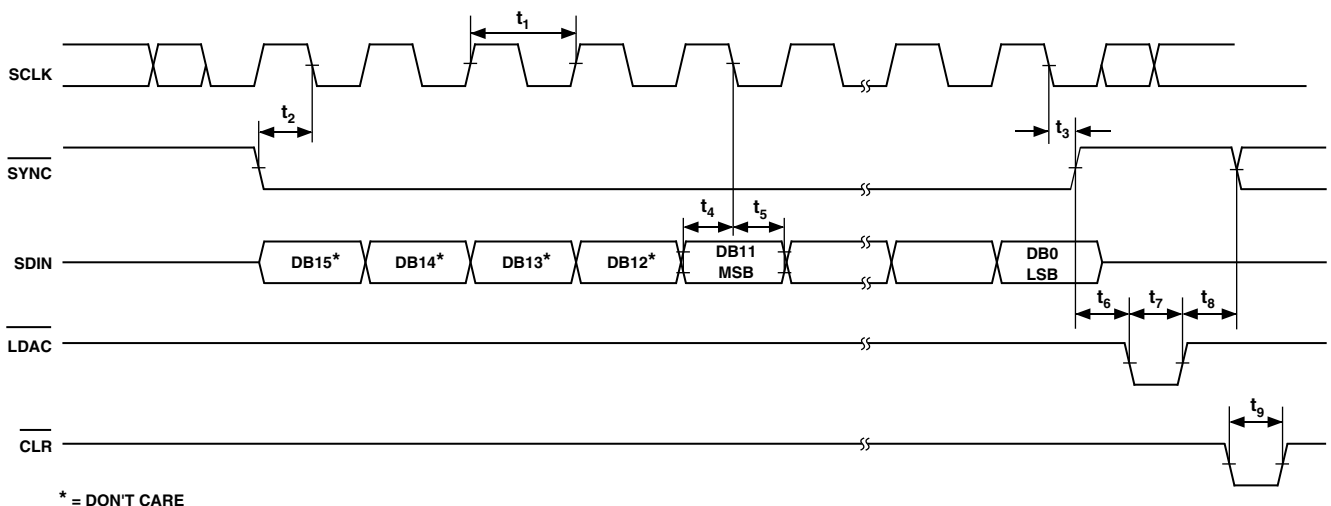 t1
SCLK
t2
t3
SYNC
t4
t5
SDIN
DB15*
DB14*
DB13*
DB12*
DB11
MSB
DB0
LSB
t6
t7
t8
LDAC
t9
CLR
* = DON'T CARE